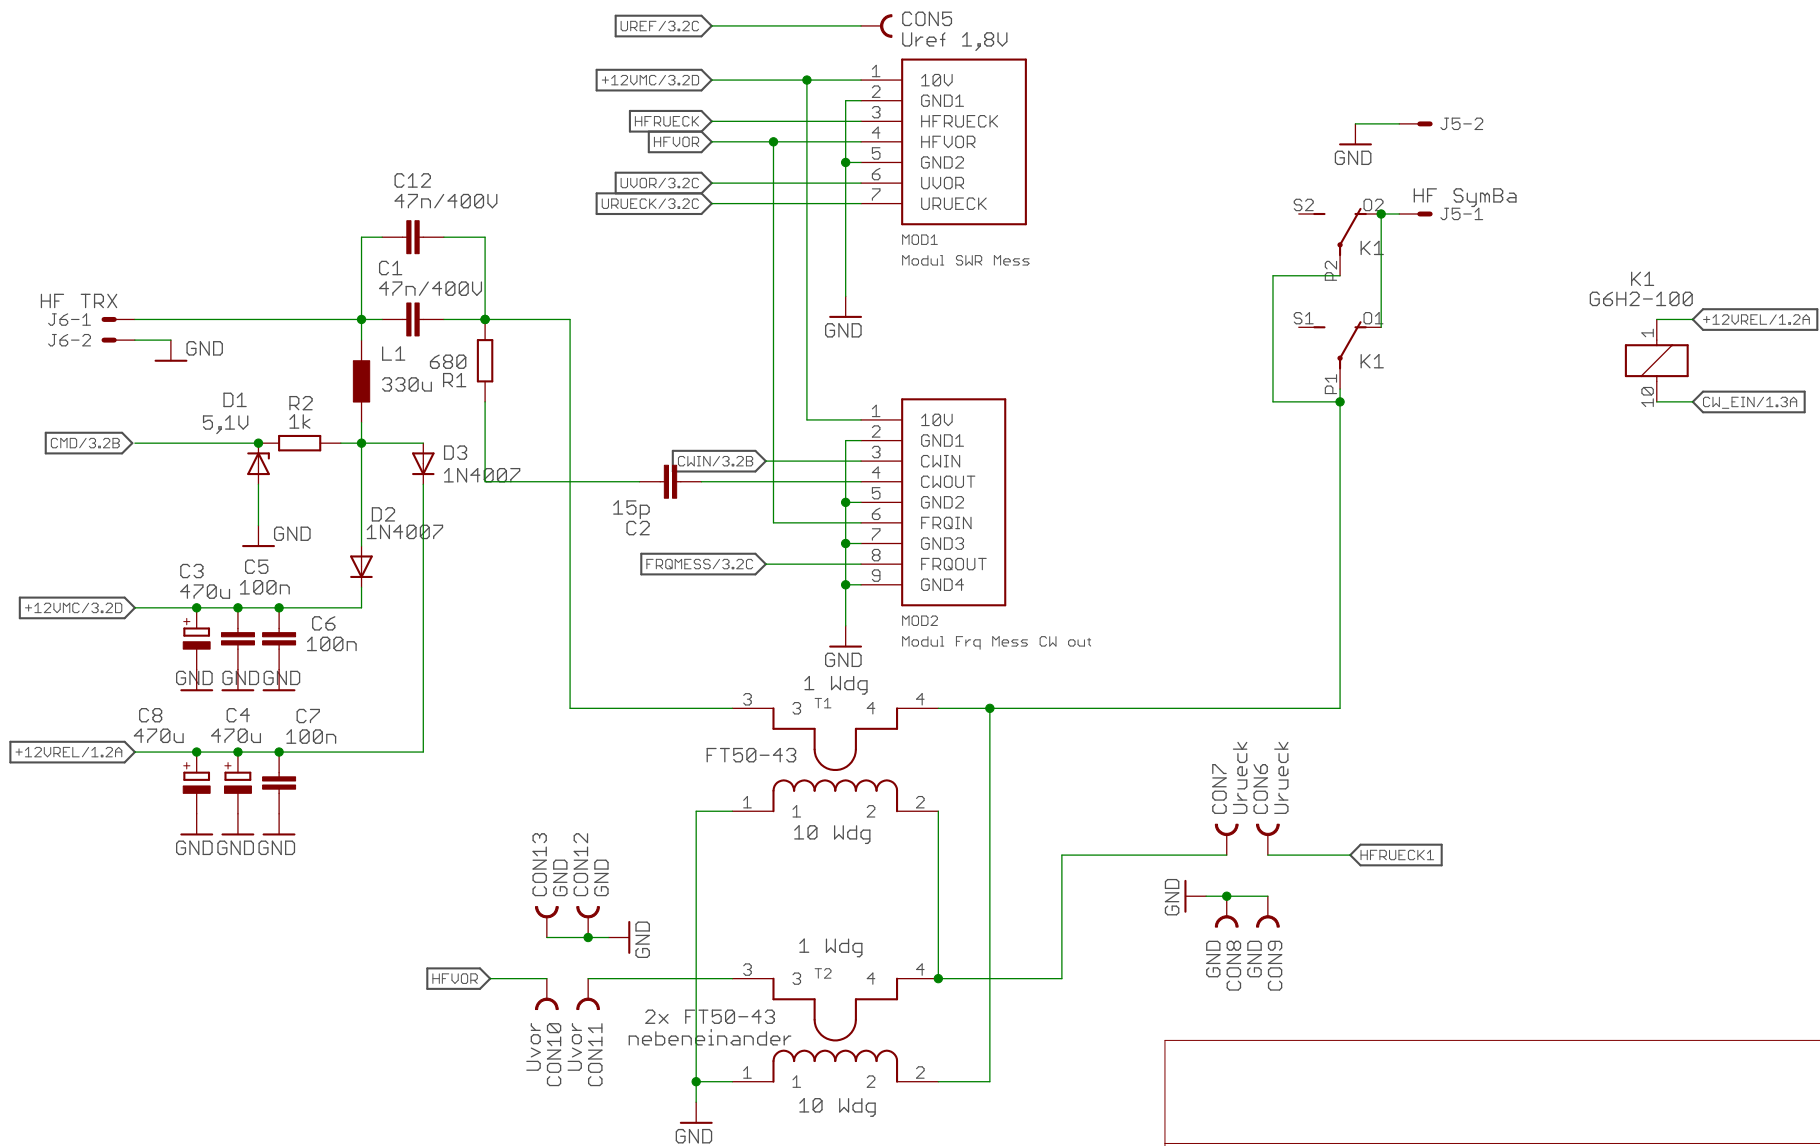 UREF/3.2C
CON5
Uref 1,8V
+12VMC/3.2D
HFRUECK
HFVOR
UVOR/3.2C
URUECK/3.2C
1 10V
2 GND1
3 HFRUECK
4 HFVOR
5 GND2
6 UVOR
7 URUECK
MOD1
Modul SWR Mess
GND
J5-2
GND
HF SymBa
J5-1
S2
O2
K1
P2
S1
O1
K1
P1
K1
G6H2-100
1
10
+12VREL/1.2A
CW_EIN/1.3A
C12
47n/400V
C1
47n/400V
HF TRX
J6-1
J6-2
GND
L1
330u
680
R1
D1
5,1V
R2
1k
CMD/3.2B
D3
1N4007
GND
D2
1N4007
C3
470u
C5
100n
+12VMC/3.2D
+
C6
100n
GND
GND
GND
C8
470u
C4
470u
C7
100n
+12VREL/1.2A
+
+
GND
GND
GND
CWIN/3.2B
15p
C2
FRQMESS/3.2C
1 10V
2 GND1
3 CWIN
4 CWOUT
5 GND2
6 FRQIN
7 GND3
8 FRQOUT
9 GND4
MOD2
Modul Frq Mess CW out
GND
1 Wdg
3 3 T1 4 4
FT50-43
1 1 2 2
10 Wdg
CON13
GND
CON12
GND
GND
1 Wdg
3 3 T2 4 4
HFVOR
Uvor
CON10
Uvor
CON11
2x FT50-43
nebeneinander
1 1 2 2
10 Wdg
GND
CON7
Urueck
CON6
Urueck
HFRUECK1
GND
GND
CON8
GND
CON9